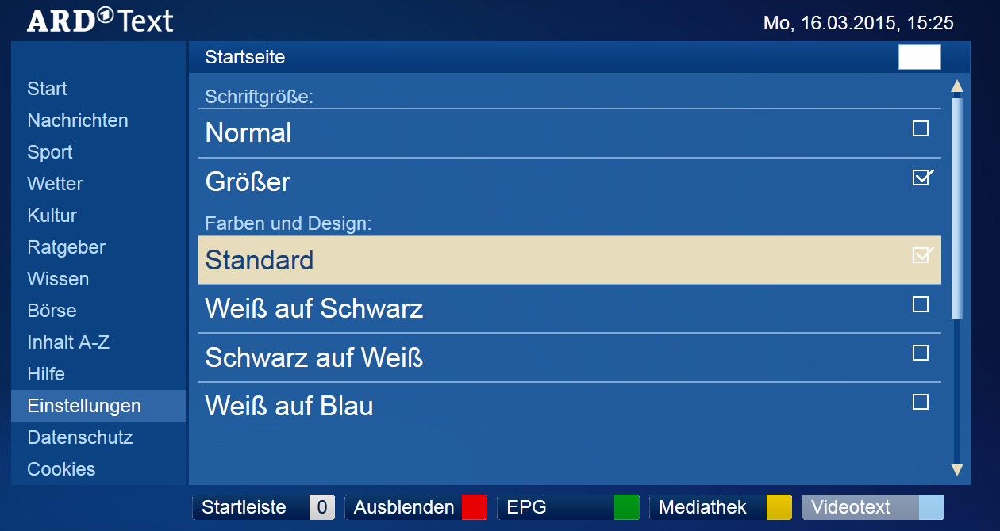 ARD Text
Mo, 16.03.2015, 15:25
Startseite
Start
Nachrichten
Sport
Wetter
Kultur
Ratgeber
Wissen
Börse
Inhalt A-Z
Hilfe
Einstellungen
Datenschutz
Cookies
Schriftgröße:
Normal
Größer
Farben und Design:
Standard
Weiß auf Schwarz
Schwarz auf Weiß
Weiß auf Blau
Startleiste 0 Ausblenden EPG Mediathek Videotext